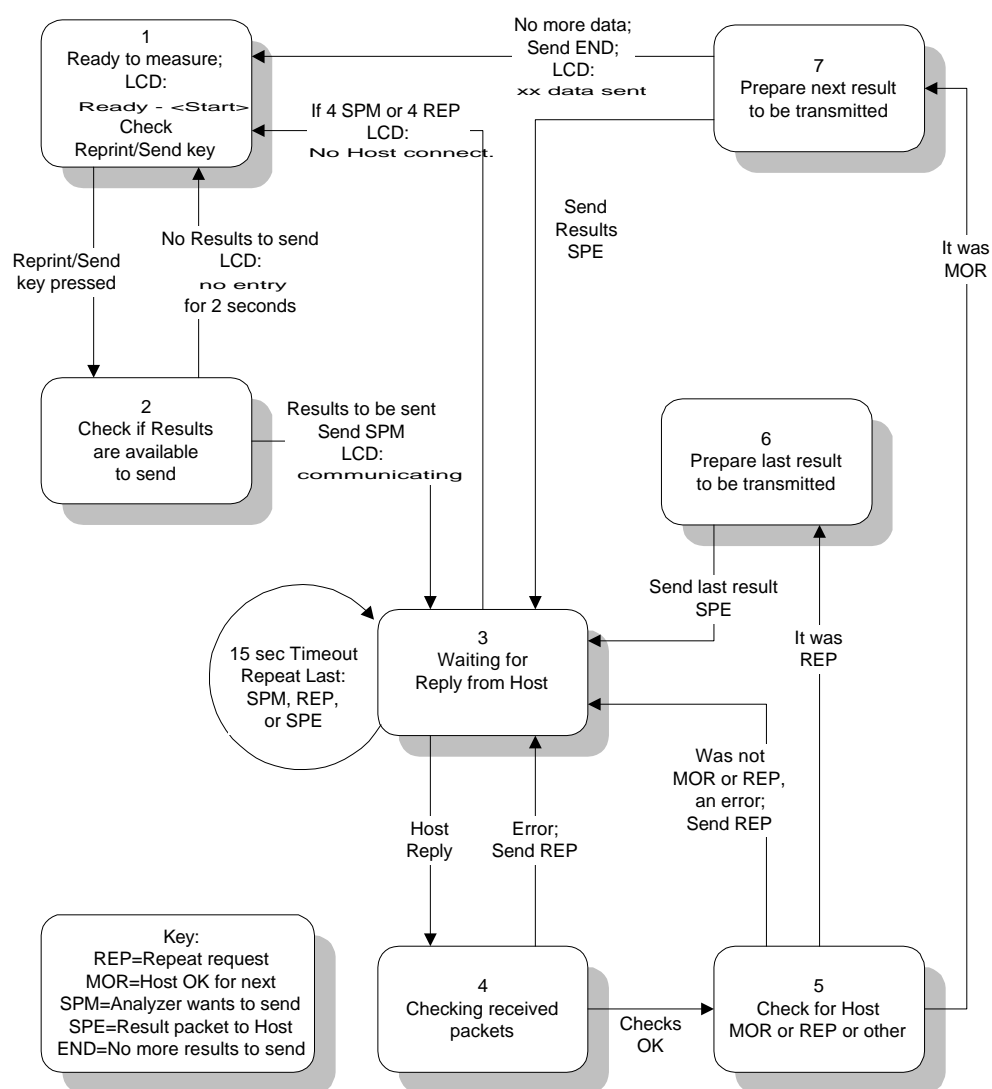 1
Ready to measure;
LCD:
Ready - <Start>
Check
Reprint/Send key
No more data;
Send END;
LCD:
xx data sent
7
Prepare next result
to be transmitted
If 4 SPM or 4 REP
LCD:
No Host connect.
Reprint/Send
key pressed
No Results to send
LCD:
no entry
for 2 seconds
Send
Results
SPE
It was
MOR
2
Check if Results
are available
to send
Results to be sent
Send SPM
LCD:
communicating
6
Prepare last result
to be transmitted
Send last result
SPE
It was
REP
15 sec Timeout
Repeat Last:
SPM, REP,
or SPE
3
Waiting for
Reply from Host
Host
Reply
Error;
Send REP
Was not
MOR or REP,
an error;
Send REP
Key:
REP=Repeat request
MOR=Host OK for next
SPM=Analyzer wants to send
SPE=Result packet to Host
END=No more results to send
4
Checking received
packets
Checks
OK
5
Check for Host
MOR or REP or other